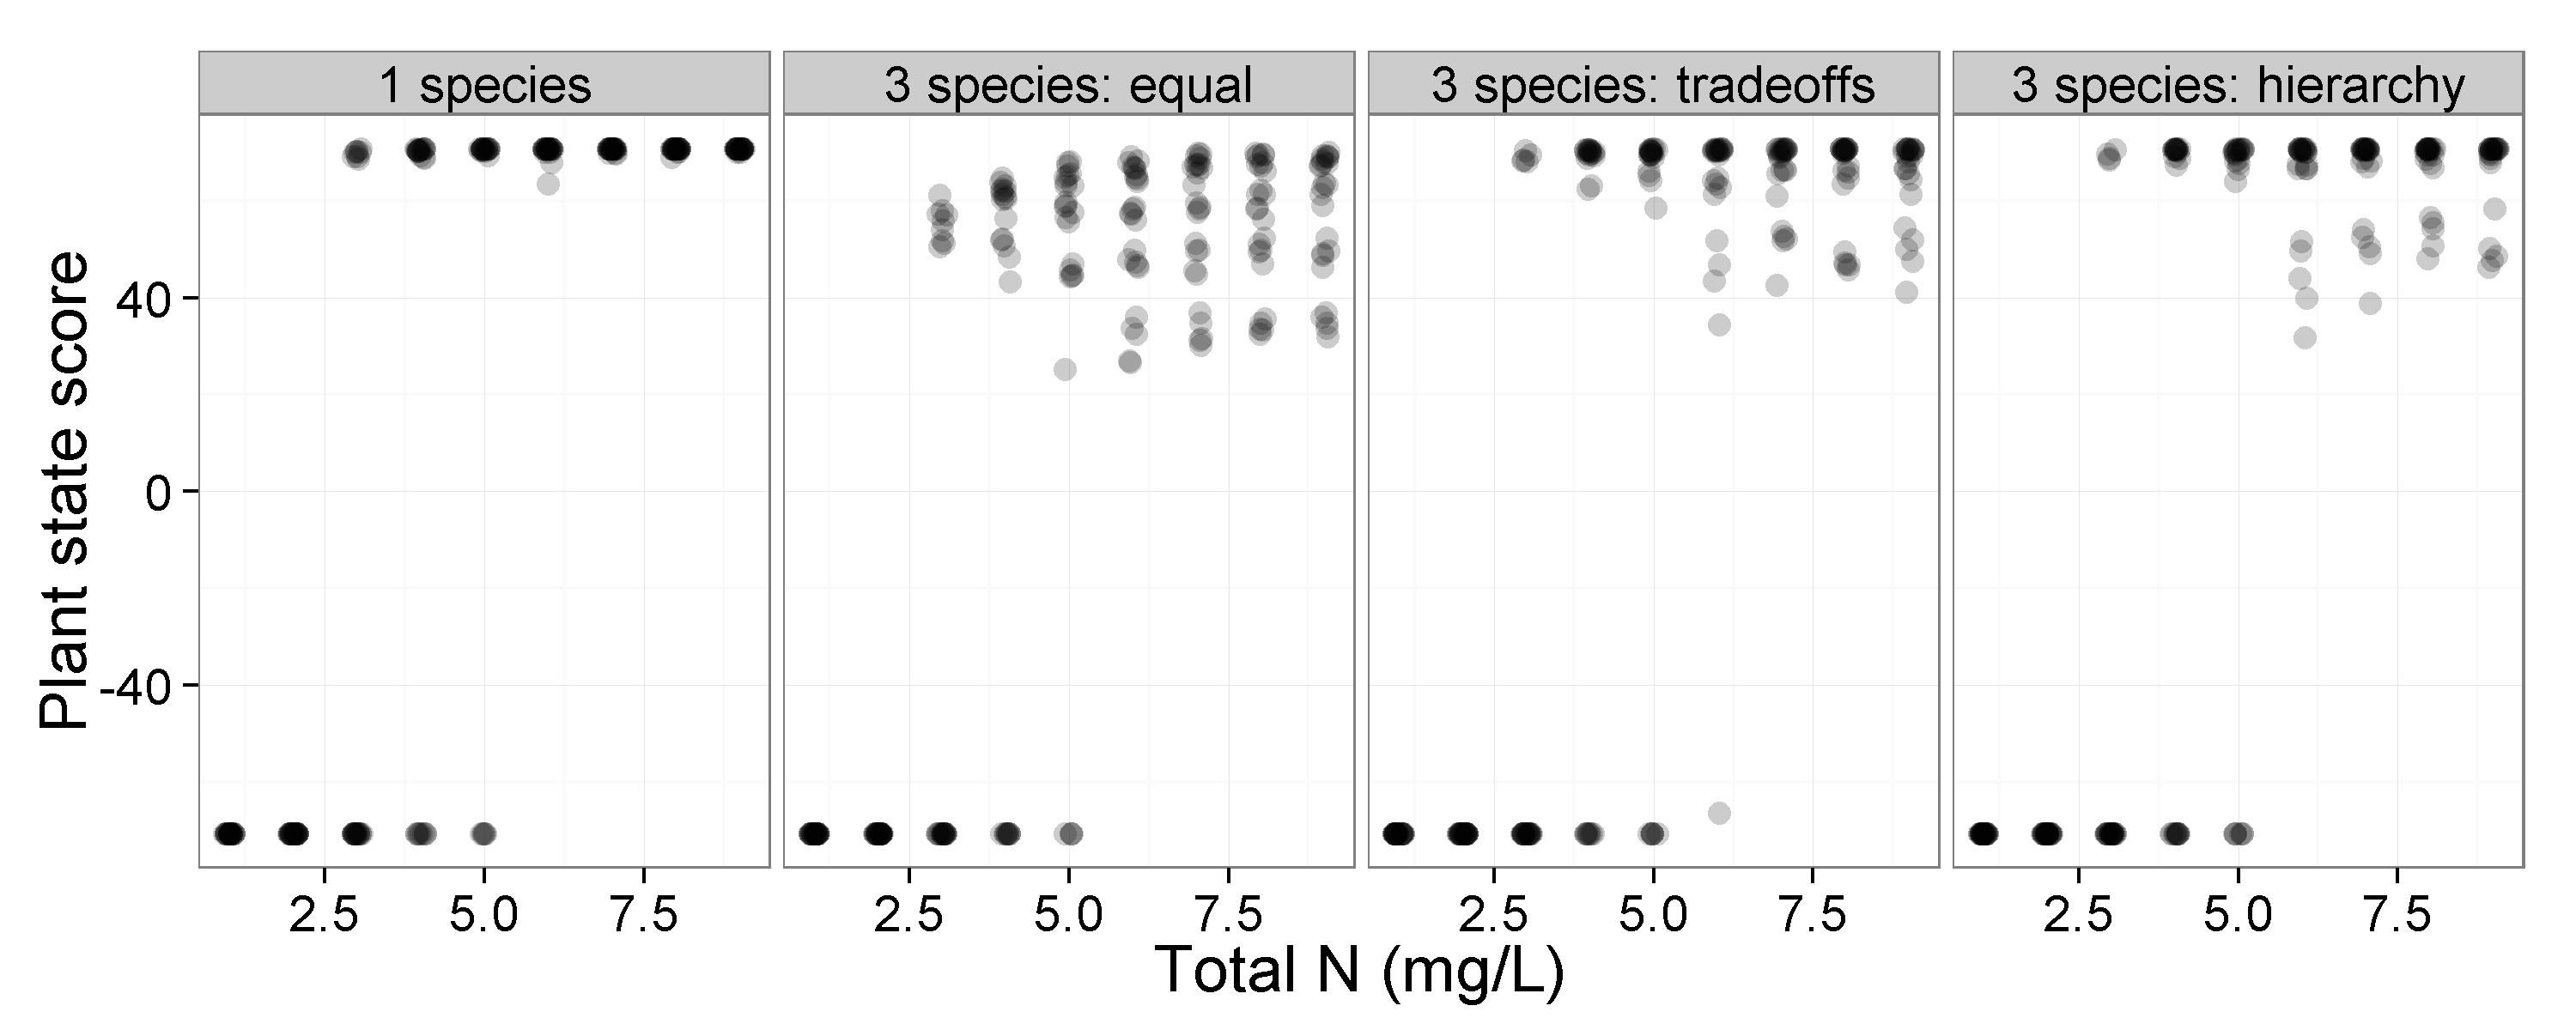 1 species
3 species: equal
3 species: tradeoffs
3 species: hierarchy
Plant state score
40
0
-40
2.5 5.0 7.5
2.5 5.0 7.5
2.5 5.0 7.5
2.5 5.0 7.5
Total N (mg/L)